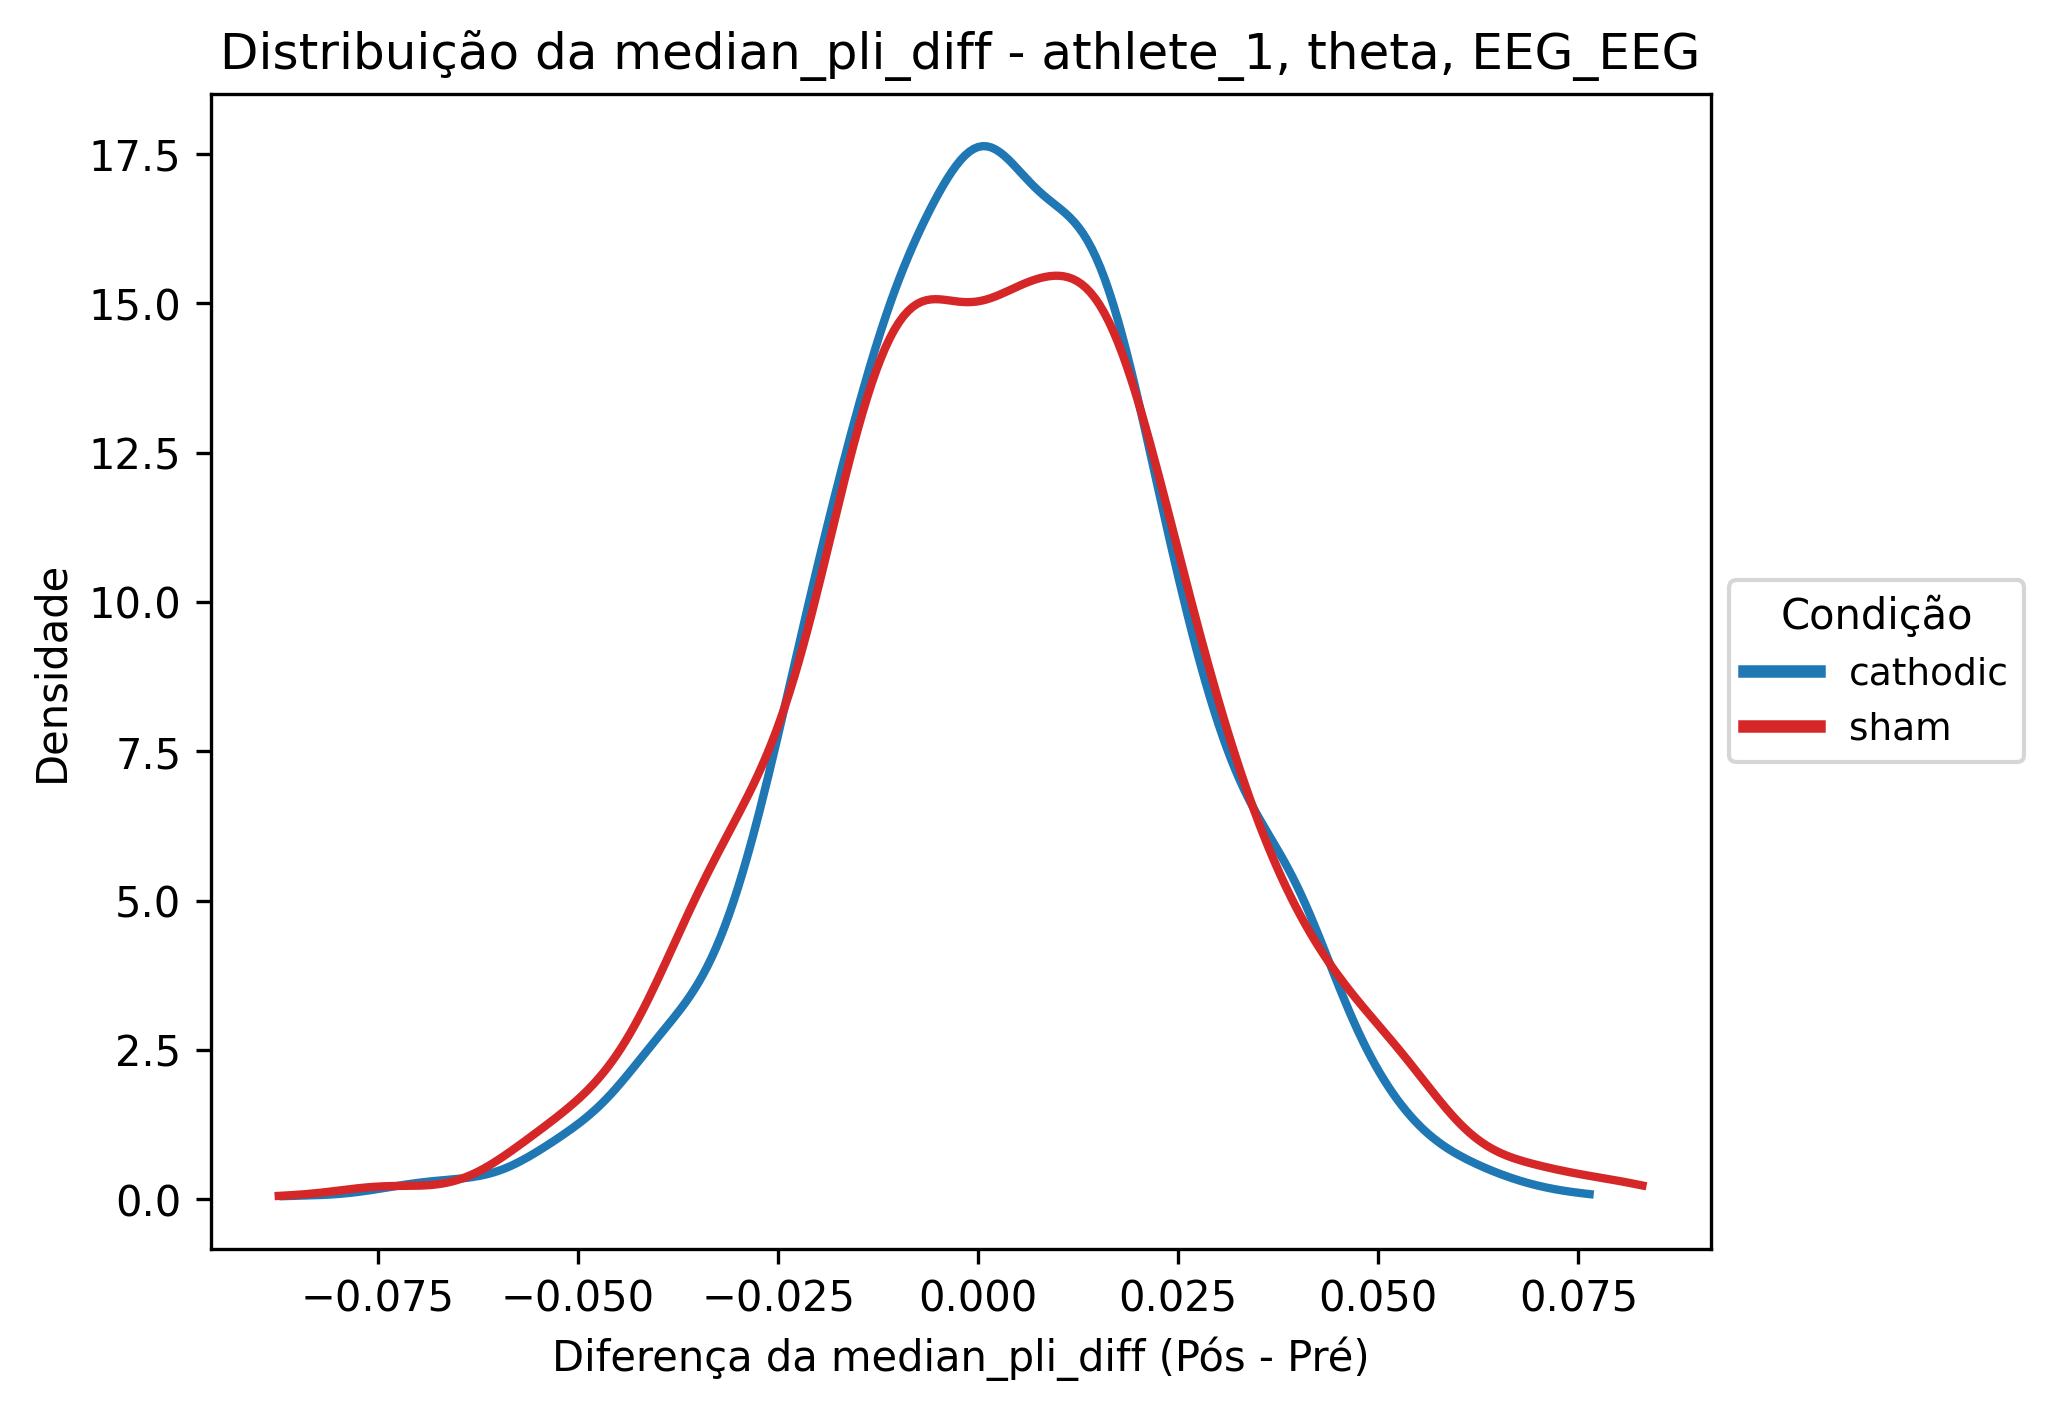 Distribuição da median_pli_diff - athlete_1, theta, EEG_EEG
17.5
15.0
12.5
10.0
7.5
5.0
2.5
0.0
Densidade
−0.075
−0.050
−0.025
0.000
0.025
0.050
0.075
Diferença da median_pli_diff (Pós - Pré)
Condição
cathodic
sham